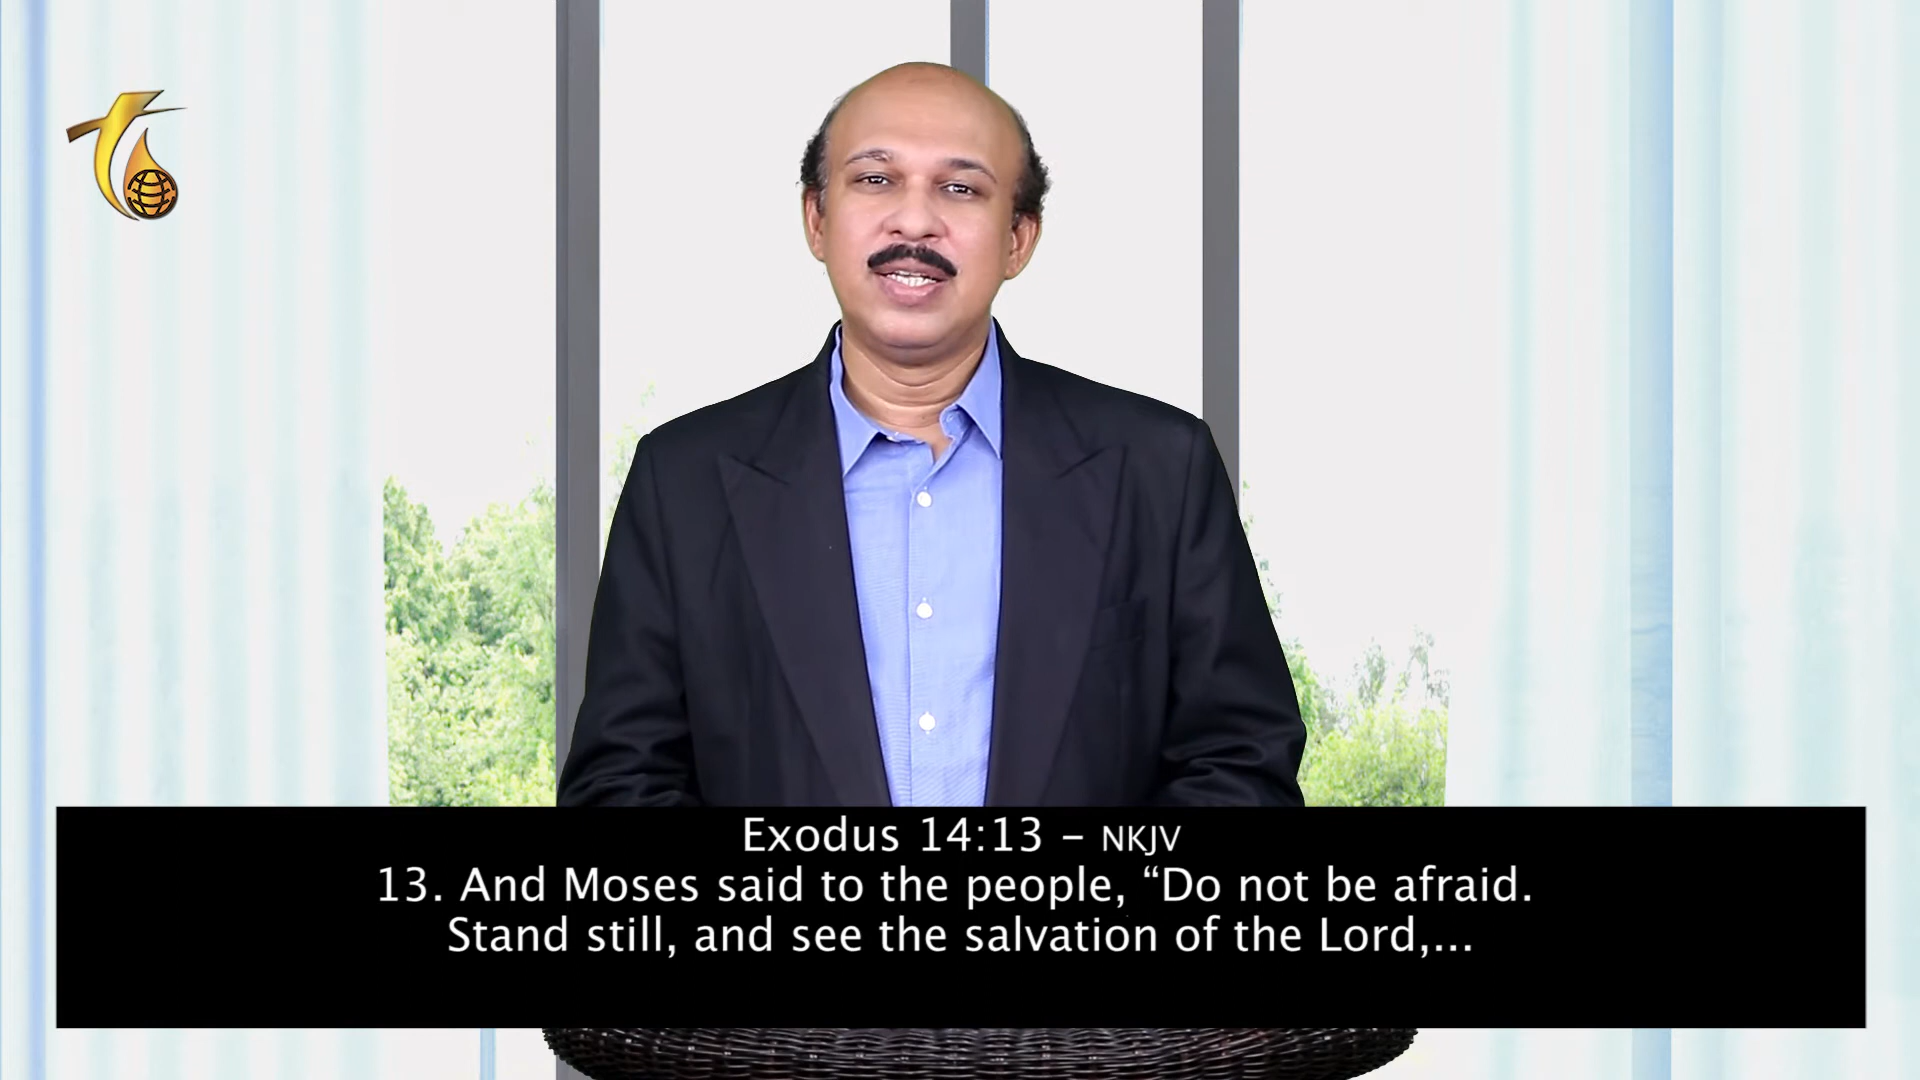 Exodus 14:13 – NKJV
13. And Moses said to the people, “Do not be afraid.
Stand still, and see the salvation of the Lord,...